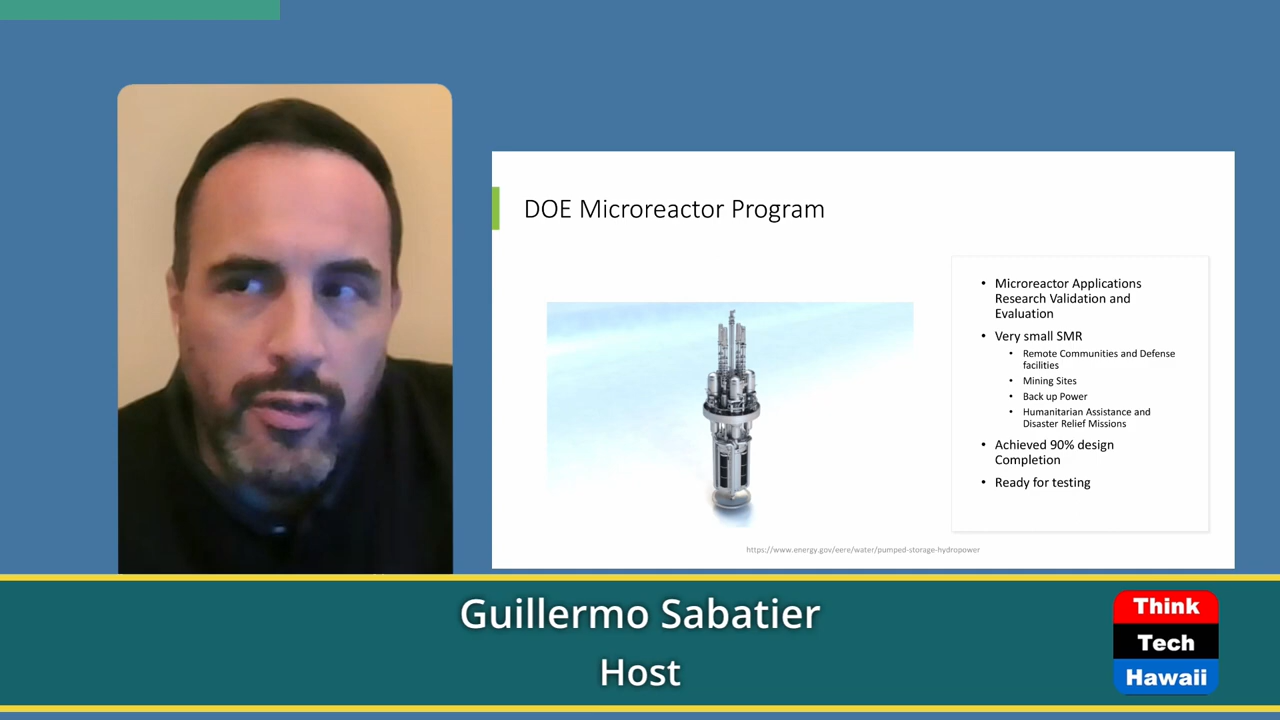 DOE Microreactor Program
• Microreactor Applications
Research Validation and
Evaluation
• Very small SMR
• Remote Communities and Defense
facilities
• Mining Sites
• Back up Power
• Humanitarian Assistance and
Disaster Relief Missions
• Achieved 90% design
Completion
• Ready for testing
https://www.energy.gov/eere/water/pumped-storage-hydropower
Guillermo Sabatier
Host
Think
Tech
Hawaii